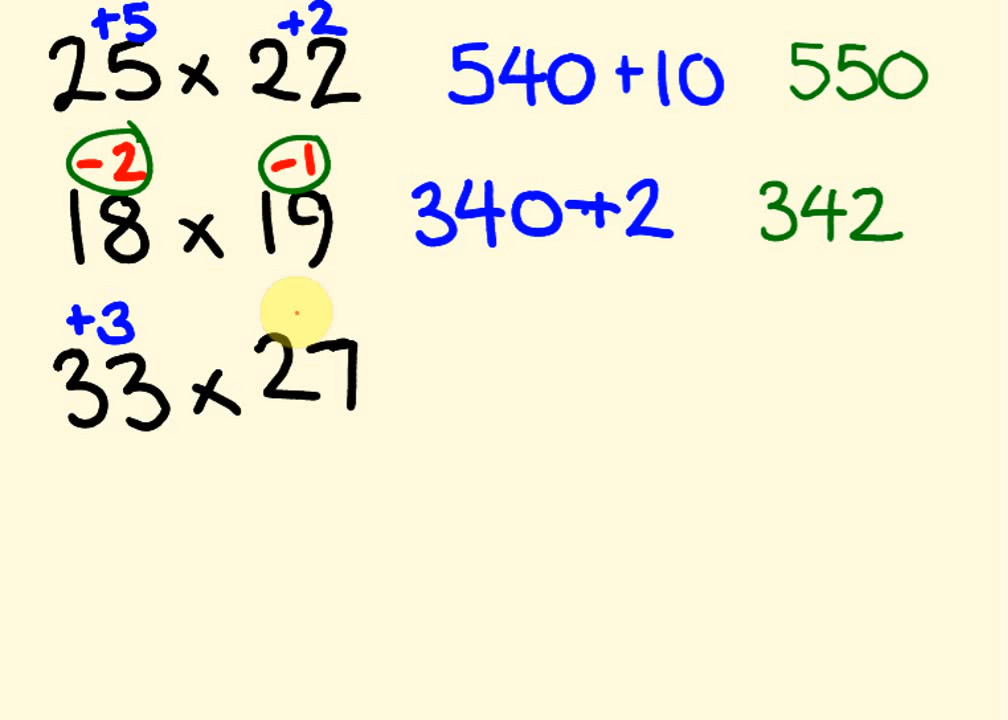 +5 +2
25 × 22 540 +10 550
-2 -1
18 × 19 340+2 342
+3
33 × 27